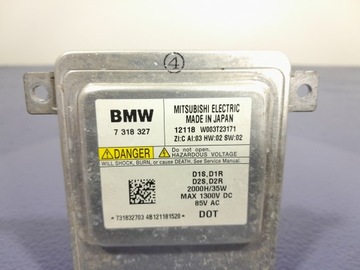 4
BMW
7 318 327
MITSUBISHI ELECTRIC
MADE IN JAPAN
12118 W003T23171
ZI:C AI:03 HW:02 SW:02
DANGER
Do not open.
HAZARDOUS VOLTAGE
WILL SHOCK, BURN, or cause DEATH. See Service Manual.
D1S,D1R
D2S,D2R
2000H/35W
MAX 1300V DC
85V AC
*731832703 4B121181520*
DOT